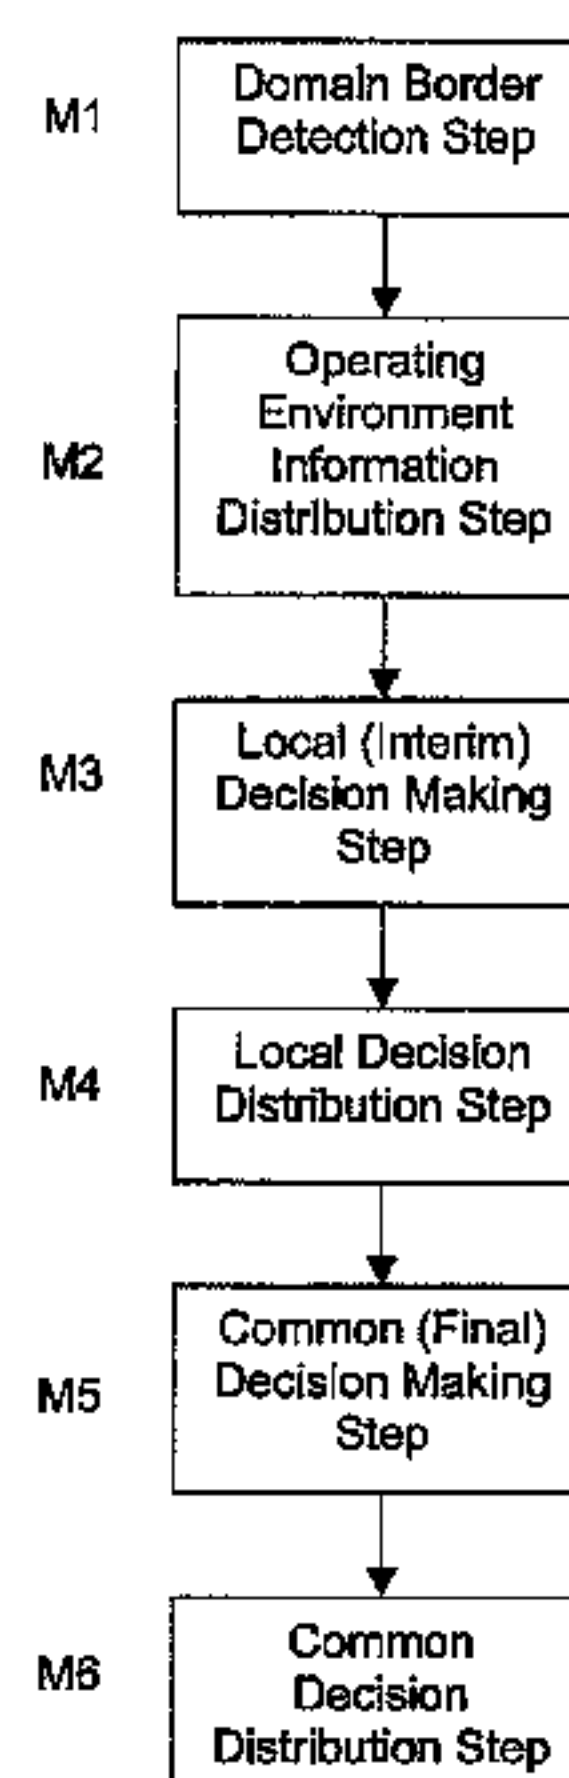 M1
Domain Border
Detection Step
M2
Operating
Environment
Information
Distribution Step
M3
Local (Interim)
Decision Making
Step
M4
Local Decision
Distribution Step
M5
Common (Final)
Decision Making
Step
M6
Common
Decision
Distribution Step